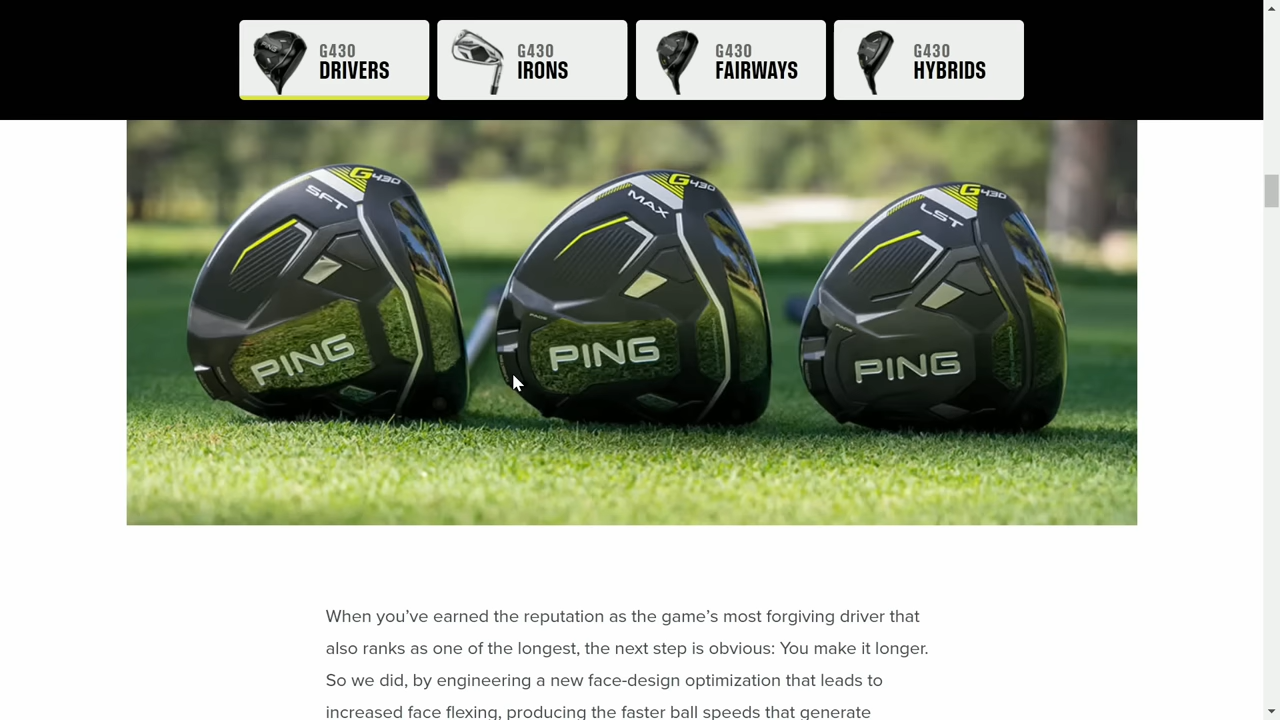 G430
DRIVERS
G430
IRONS
G430
FAIRWAYS
G430
HYBRIDS
G430
SFT
PING
G430
MAX
PING
G430
LST
PING
When you’ve earned the reputation as the game’s most forgiving driver that
also ranks as one of the longest, the next step is obvious: You make it longer.
So we did, by engineering a new face-design optimization that leads to
increased face flexing, producing the faster ball speeds that generate